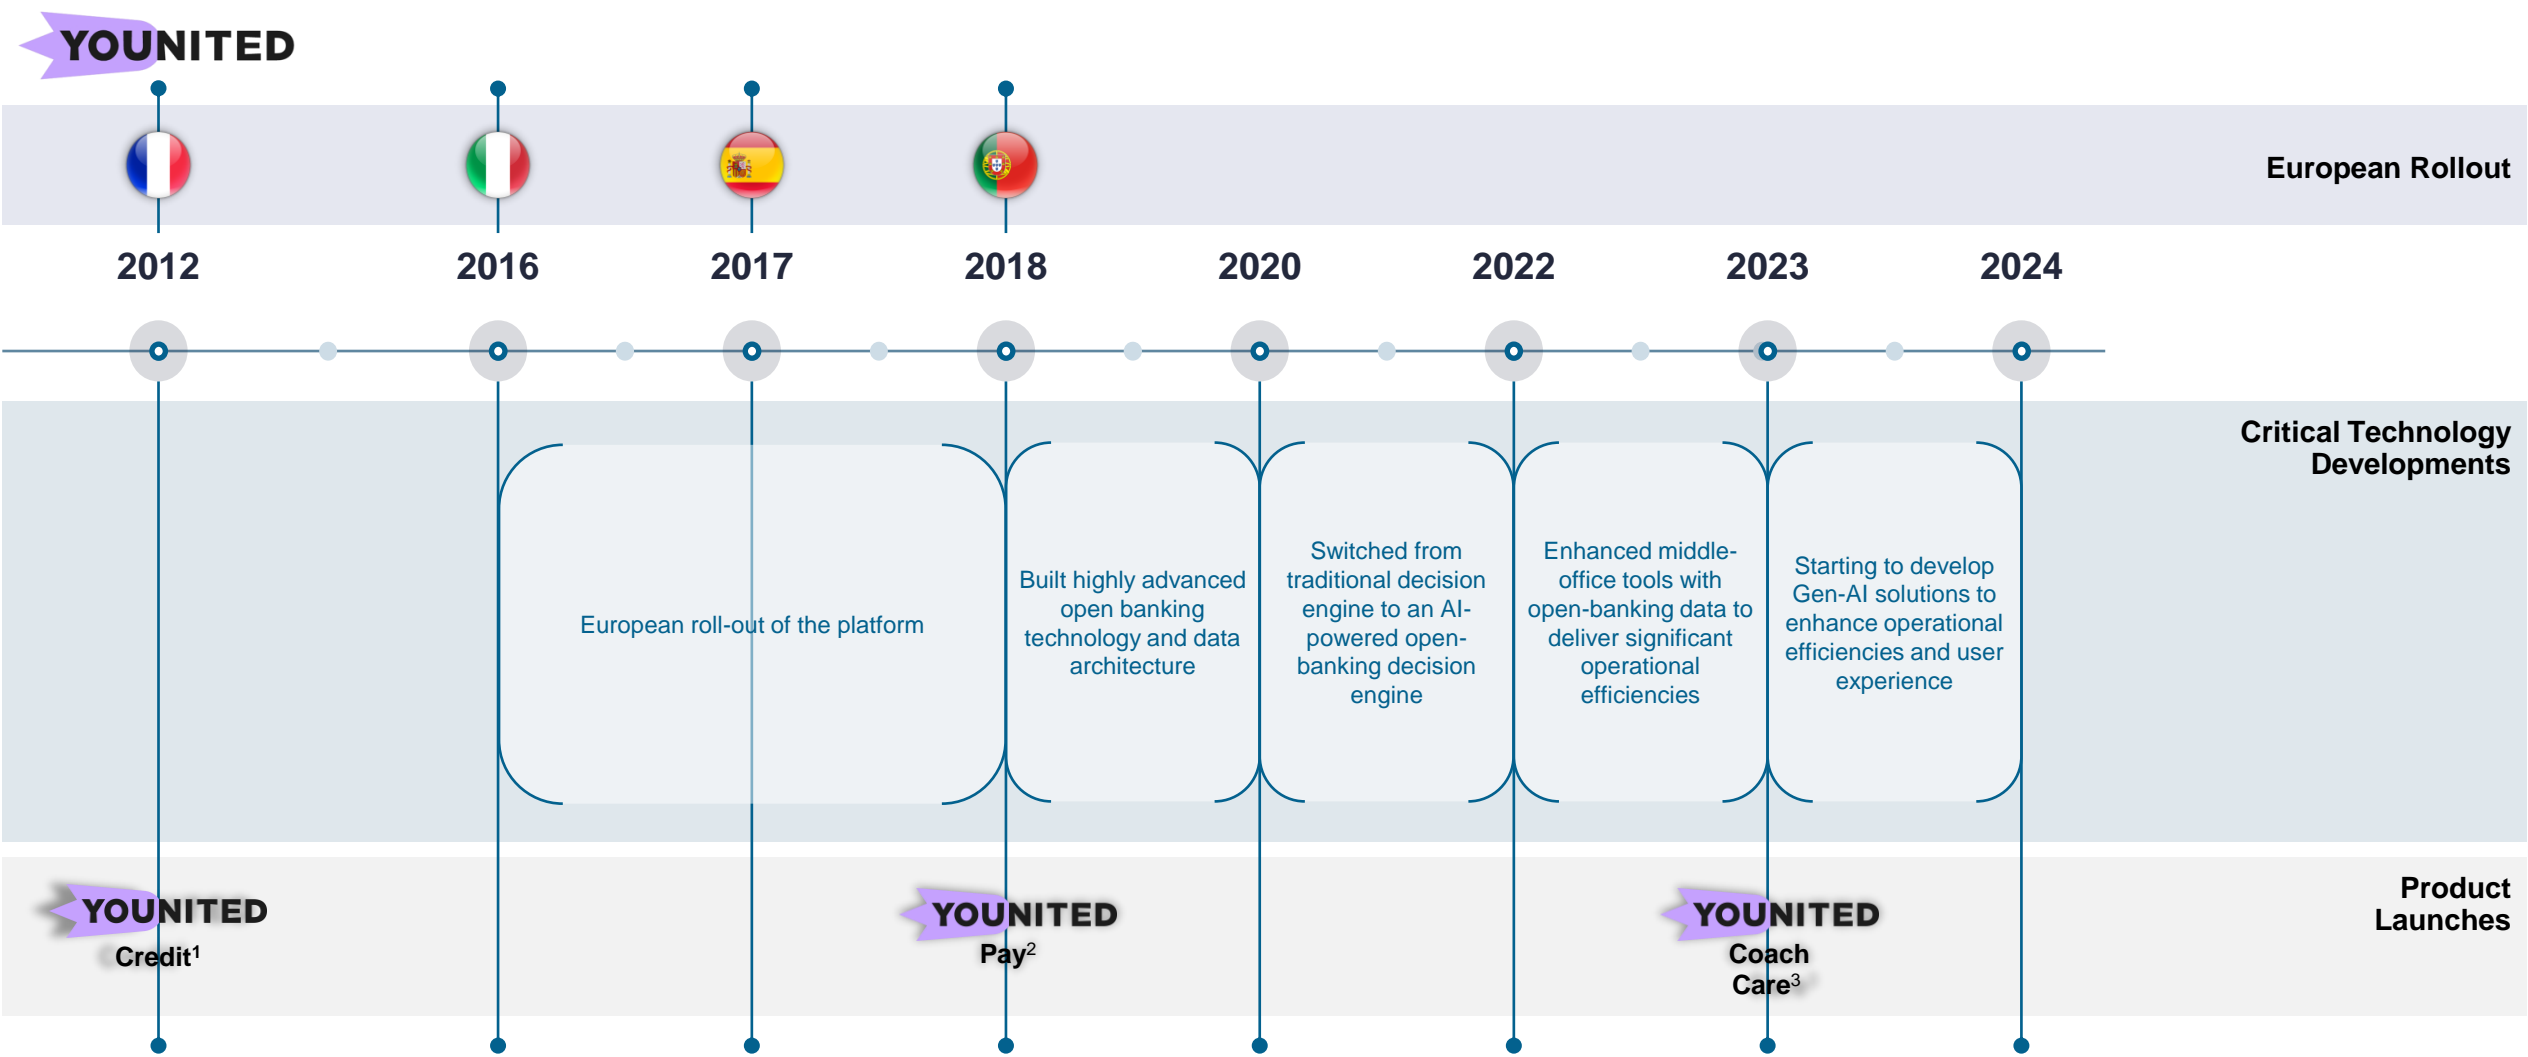 YOUNITED
European Rollout
2012
2016
2017
2018
2020
2022
2023
2024
Critical Technology
Developments
European roll-out of the platform
Built highly advanced
open banking
technology and data
architecture
Switched from
traditional decision
engine to an AI-
powered open-
banking decision
engine
Enhanced middle-
office tools with
open-banking data to
deliver significant
operational
efficiencies
Starting to develop
Gen-AI solutions to
enhance operational
efficiencies and user
experience
Product
Launches
YOUNITED
Credit¹
YOUNITED
Pay²
YOUNITED
Coach
Care³